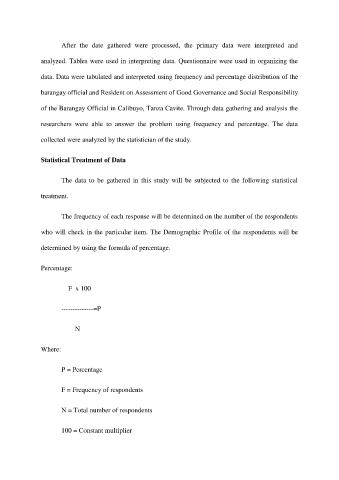 After the date gathered were processed, the primary data were interpreted and
analyzed. Tables were used in interpreting data. Questionnaire were used in organizing the
data. Data were tabulated and interpreted using frequency and percentage distribution of the
barangay official and Resident on Assessment of Good Governance and Social Responsibility
of the Barangay Official in Calibuyo, Tanza Cavite. Through data gathering and analysis the
researchers were able to answer the problem using frequency and percentage. The data
collected were analyzed by the statistician of the study.
Statistical Treatment of Data
The data to be gathered in this study will be subjected to the following statistical
treatment.
The frequency of each response will be determined on the number of the respondents
who will check in the particular item. The Demographic Profile of the respondents will be
determined by using the formula of percentage.
Percentage:
F x 100
---------------=P
N
Where:
P = Percentage
F = Frequency of respondents
N = Total number of respondents
100 = Constant multiplier